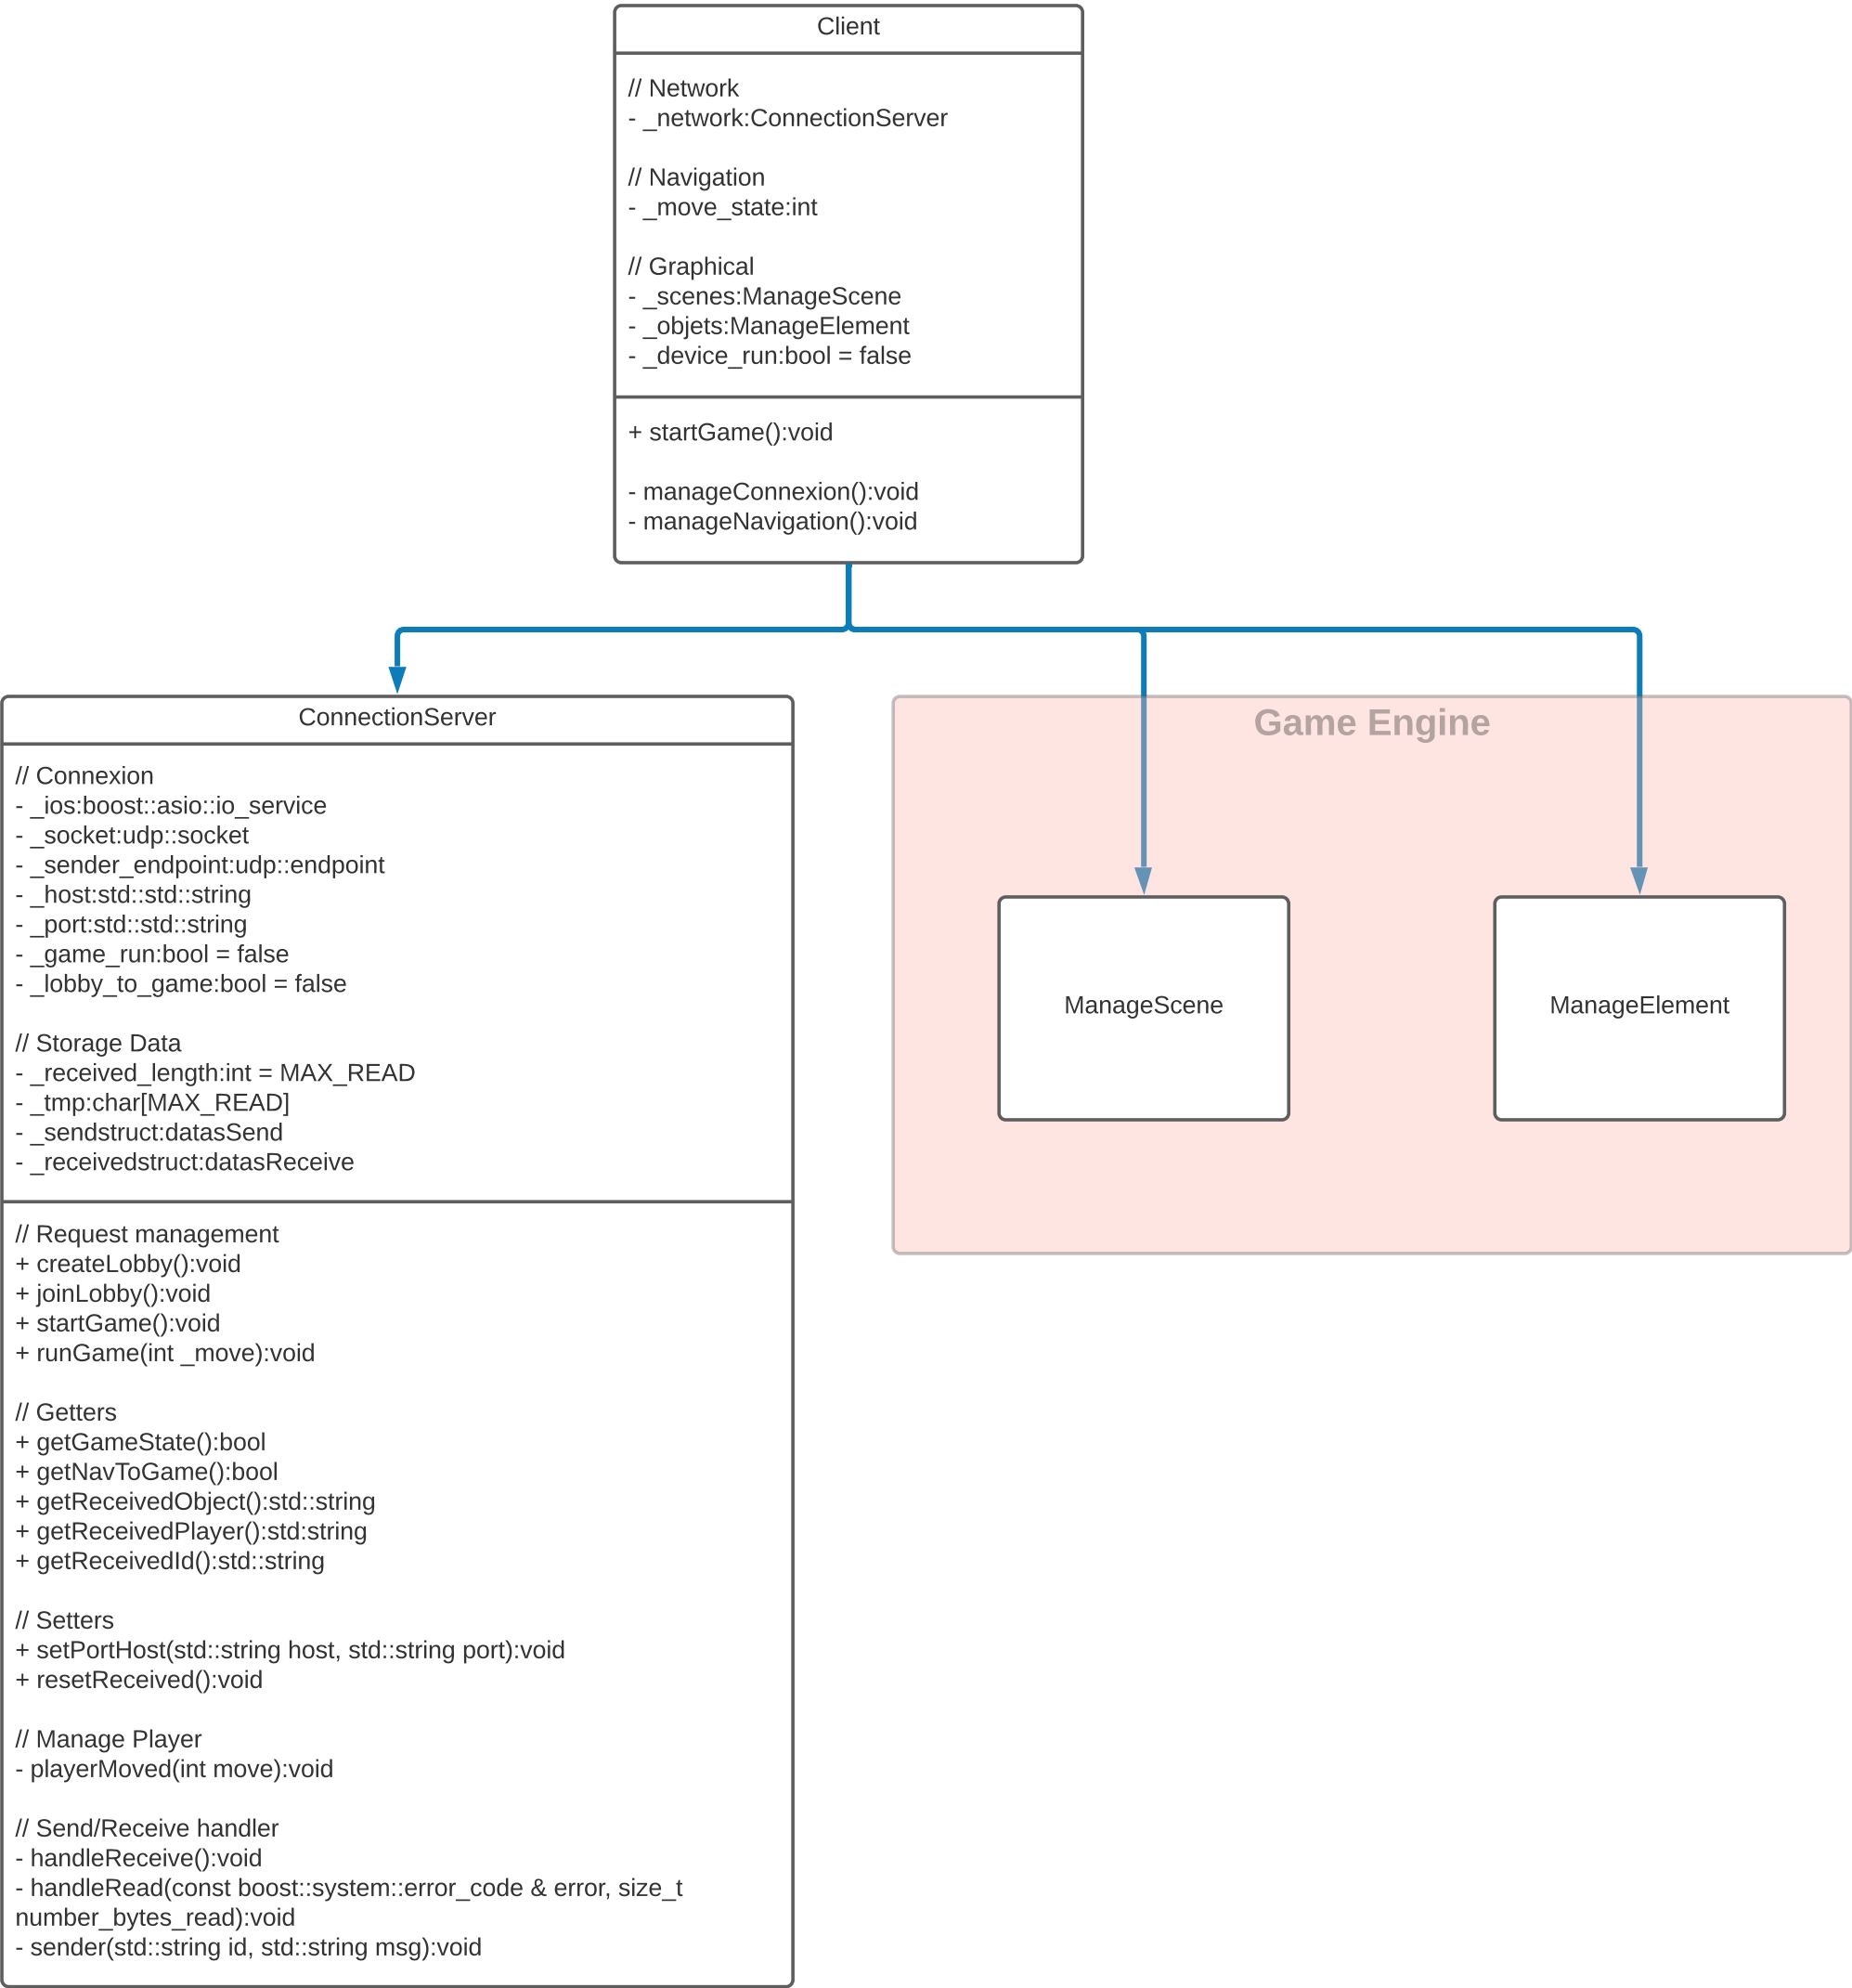 Client
// Network
- _network:ConnectionServer
// Navigation
- _move_state:int
// Graphical
- _scenes:ManageScene
- _objets:ManageElement
- _device_run:bool = false
+ startGame():void
- manageConnexion():void
- manageNavigation():void
ConnectionServer
// Connexion
- _ios:boost::asio::io_service
- _socket:udp::socket
- _sender_endpoint:udp::endpoint
- _host:std::std::string
- _port:std::std::string
- _game_run:bool = false
- _lobby_to_game:bool = false
// Storage Data
- _received_length:int = MAX_READ
- _tmp:char[MAX_READ]
- _sendstruct:datasSend
- _receivedstruct:datasReceive
// Request management
+ createLobby():void
+ joinLobby():void
+ startGame():void
+ runGame(int _move):void
// Getters
+ getGameState():bool
+ getNavToGame():bool
+ getReceivedObject():std::string
+ getReceivedPlayer():std:string
+ getReceivedId():std::string
// Setters
+ setPortHost(std::string host, std::string port):void
+ resetReceived():void
// Manage Player
- playerMoved(int move):void
// Send/Receive handler
- handleReceive():void
- handleRead(const boost::system::error_code & error, size_t
number_bytes_read):void
- sender(std::string id, std::string msg):void
Game Engine
ManageScene
ManageElement